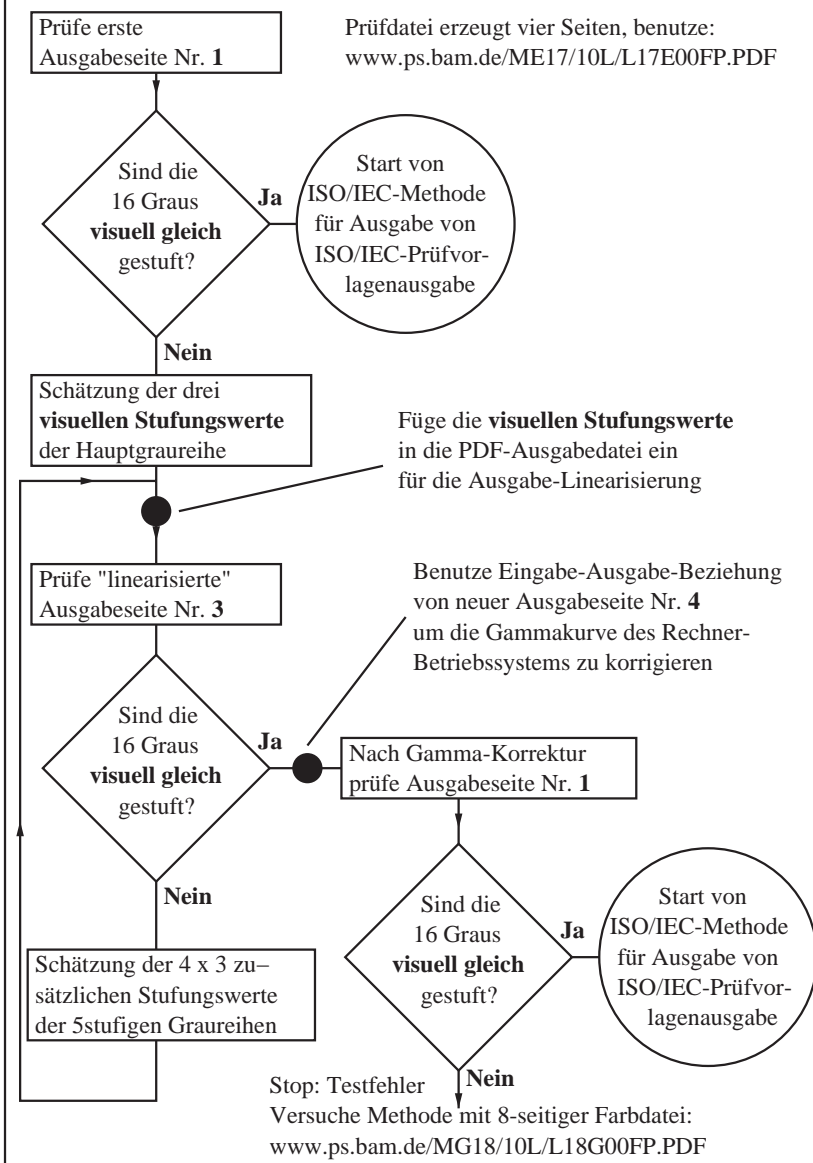 Prüfe erste
Ausgabeseite Nr. 1
Prüfdatei erzeugt vier Seiten, benutze:
www.ps.bam.de/ME17/10L/L17E00FP.PDF
Sind die
16 Graus
visuell gleich
gestuft?
Ja
Start von
ISO/IEC-Methode
für Ausgabe von
ISO/IEC-Prüfvor-
lagenausgabe
Nein
Schätzung der drei
visuellen Stufungswerte
der Hauptgraureihe
Füge die visuellen Stufungswerte
in die PDF-Ausgabedatei ein
für die Ausgabe-Linearisierung
Prüfe "linearisierte"
Ausgabeseite Nr. 3
Benutze Eingabe-Ausgabe-Beziehung
von neuer Ausgabeseite Nr. 4
um die Gammakurve des Rechner-
Betriebssystems zu korrigieren
Sind die
16 Graus
visuell gleich
gestuft?
Ja
Nach Gamma-Korrektur
prüfe Ausgabeseite Nr. 1
Nein
Schätzung der 4 x 3 zu–
sätzlichen Stufungswerte
der 5stufigen Graureihen
Sind die
16 Graus
visuell gleich
gestuft?
Ja
Start von
ISO/IEC-Methode
für Ausgabe von
ISO/IEC-Prüfvor-
lagenausgabe
Nein
Stop: Testfehler
Versuche Methode mit 8-seitiger Farbdatei:
www.ps.bam.de/MG18/10L/L18G00FP.PDF